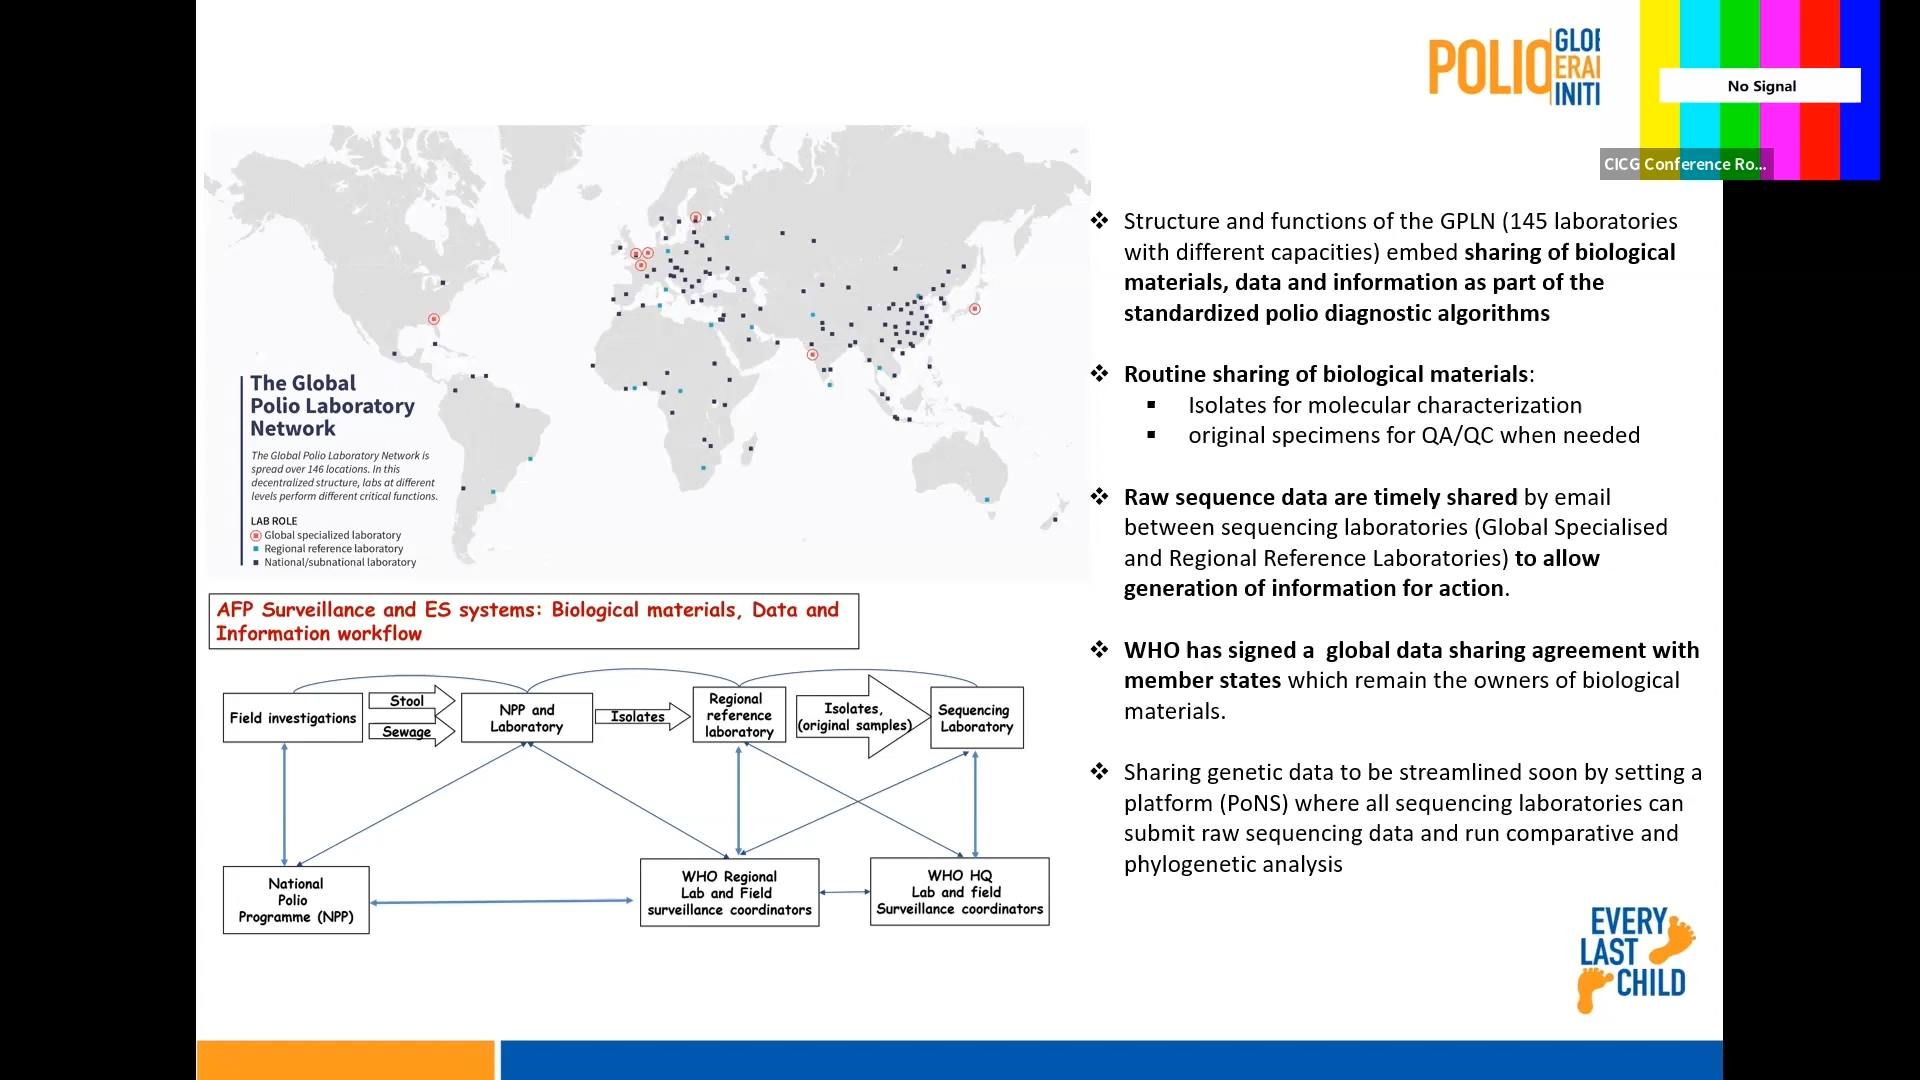 POLIO
GLOB
ERAI
INITI
No Signal
CICG Conference Ro...
The Global
Polio Laboratory
Network
The Global Polio Laboratory Network is
spread over 146 locations. In this
decentralized structure, labs at different
levels perform different critical functions.
LAB ROLE
Global specialized laboratory
Regional reference laboratory
National/subnational laboratory
AFP Surveillance and ES systems: Biological materials, Data and
Information workflow
Field investigations
Stool
Sewage
NPP and
Laboratory
Isolates
Regional
reference
laboratory
Isolates,
(original samples)
Sequencing
Laboratory
National
Polio
Programme (NPP)
WHO Regional
Lab and Field
surveillance coordinators
WHO HQ
Lab and field
Surveillance coordinators
❖ Structure and functions of the GPLN (145 laboratories
with different capacities) embed sharing of biological
materials, data and information as part of the
standardized polio diagnostic algorithms
❖ Routine sharing of biological materials:
▪ Isolates for molecular characterization
▪ original specimens for QA/QC when needed
❖ Raw sequence data are timely shared by email
between sequencing laboratories (Global Specialised
and Regional Reference Laboratories) to allow
generation of information for action.
❖ WHO has signed a global data sharing agreement with
member states which remain the owners of biological
materials.
❖ Sharing genetic data to be streamlined soon by setting a
platform (PoNS) where all sequencing laboratories can
submit raw sequencing data and run comparative and
phylogenetic analysis
EVERY
LAST
CHILD